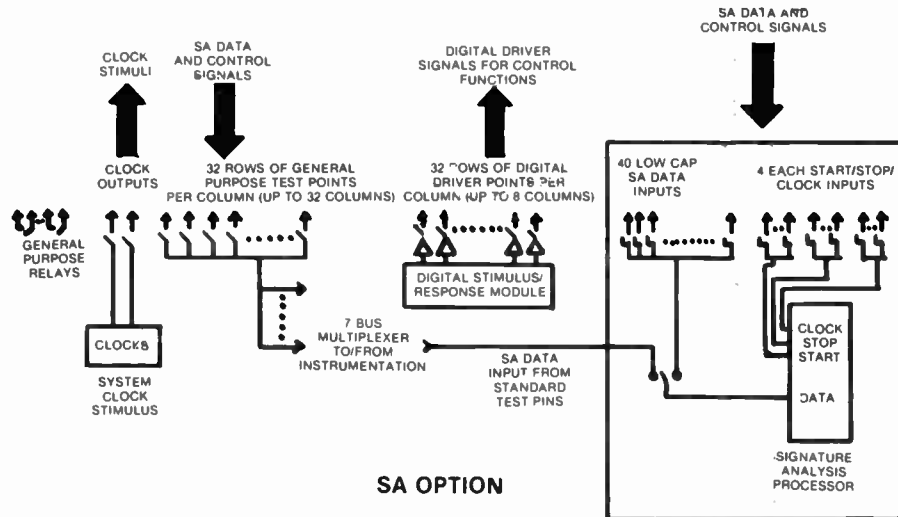 CLOCK
STIMULI
SA DATA
AND CONTROL
SIGNALS
DIGITAL DRIVER
SIGNALS FOR CONTROL
FUNCTIONS
SA DATA AND
CONTROL SIGNALS
CLOCK
OUTPUTS
32 ROWS OF GENERAL
PURPOSE TEST POINTS
PER COLUMN (UP TO 32 COLUMNS)
32 ROWS OF DIGITAL
DRIVER POINTS PER
COLUMN (UP TO 8 COLUMNS)
40 LOW CAP
SA DATA
INPUTS
4 EACH START/STOP/
CLOCK INPUTS
GENERAL
PURPOSE
RELAYS
DIGITAL STIMULUS/
RESPONSE MODULE
CLOCKS
SYSTEM
CLOCK
STIMULUS
7 BUS
MULTIPLEXER
TO/FROM
INSTRUMENTATION
SA DATA
INPUT FROM
STANDARD
TEST PINS
CLOCK
STOP
START
DATA
SIGNATURE
ANALYSIS
PROCESSOR
SA OPTION